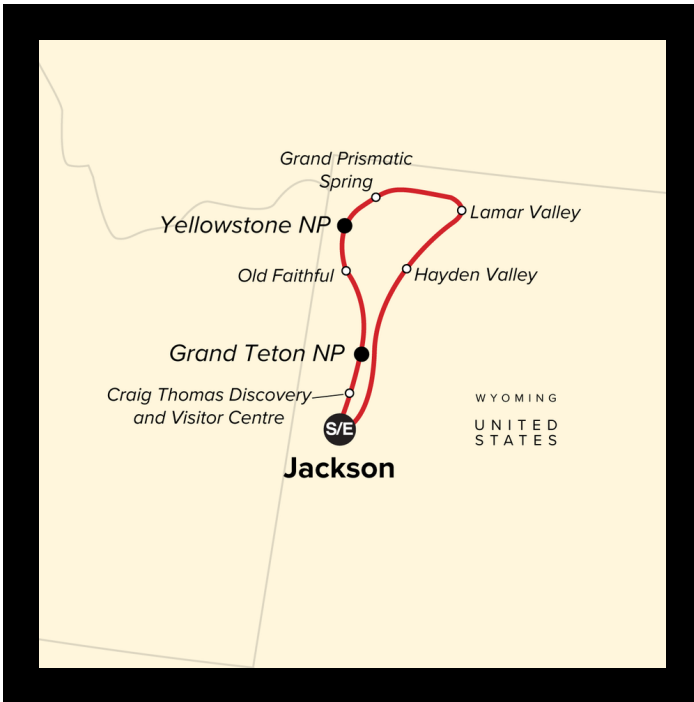 Grand Prismatic
Spring
Lamar Valley
Yellowstone NP
Old Faithful
Hayden Valley
Grand Teton NP
Craig Thomas Discovery
and Visitor Centre
WYOMING
UNITED
STATES
S/E
Jackson